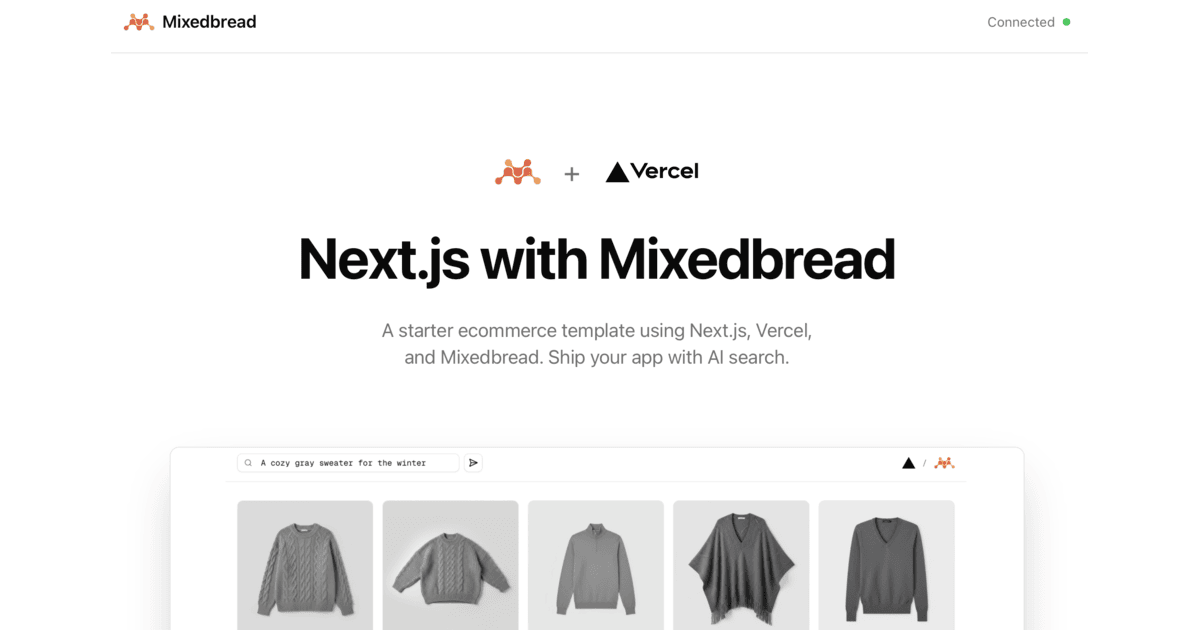 Mixedbread
Connected
+ Vercel
Next.js with Mixedbread
A starter ecommerce template using Next.js, Vercel,
and Mixedbread. Ship your app with AI search.
A cozy gray sweater for the winter
/